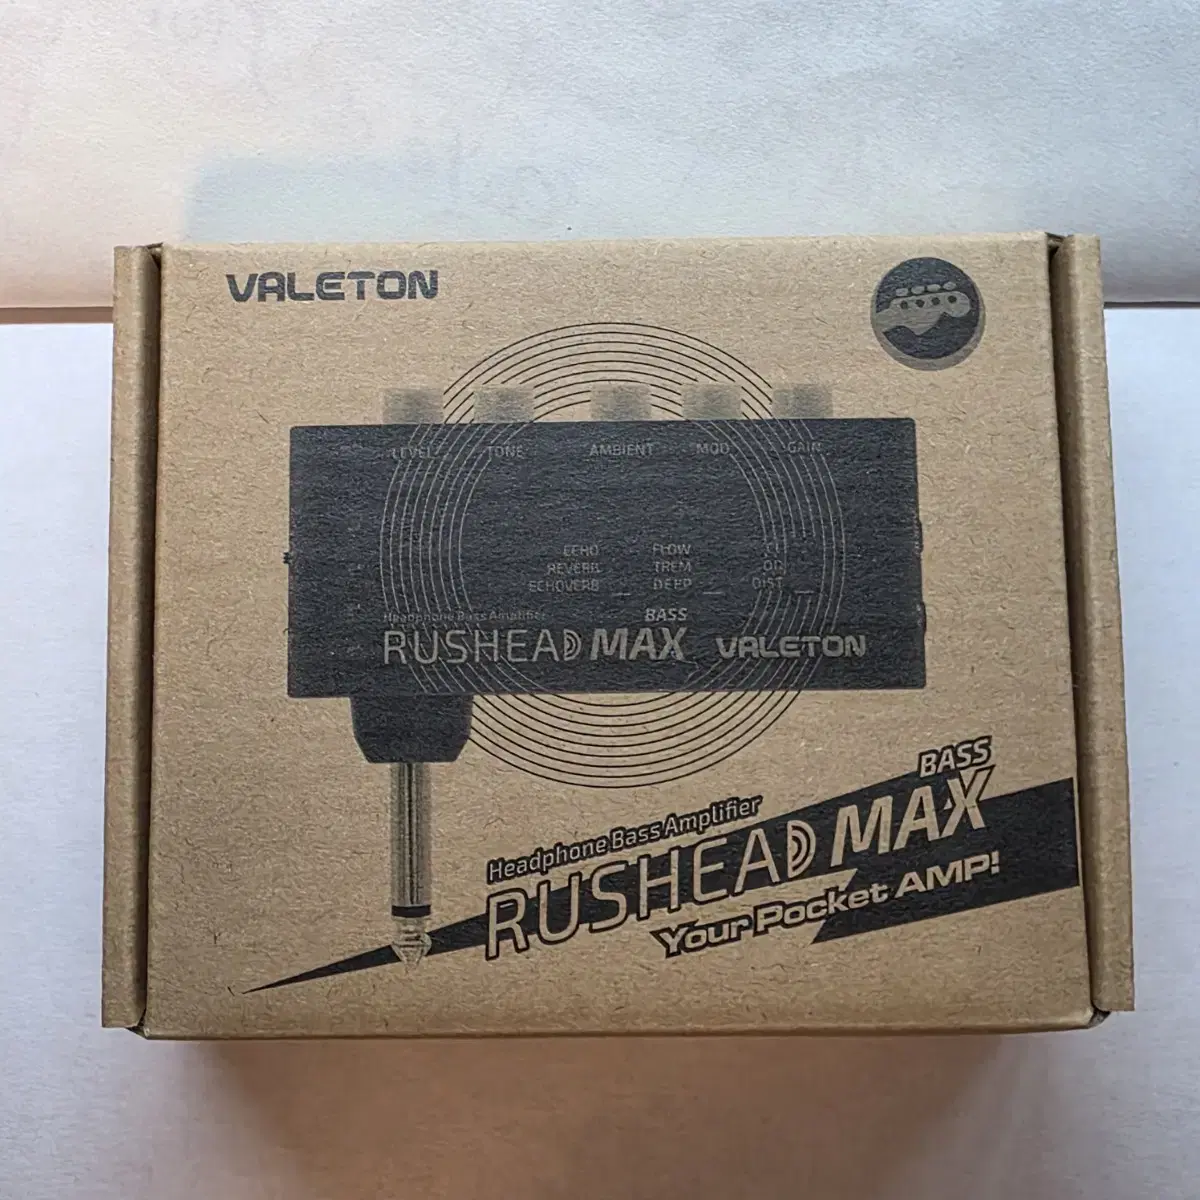 VALETON
LEVEL TONE AMBIENT MOD GAIN
ECHO FLOW
REVERB TREM OD
ECHOVERB DEEP DIST
Headphone Bass Amplifier BASS
RUSHEAD MAX VALETON
BASS
Headphone Bass Amplifier
RUSHEAD MAX
Your Pocket AMP!